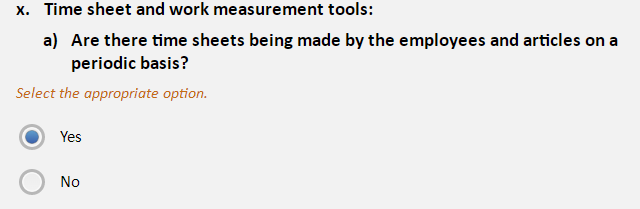 x. Time sheet and work measurement tools:
a) Are there time sheets being made by the employees and articles on a
periodic basis?
Select the appropriate option.
Yes
No